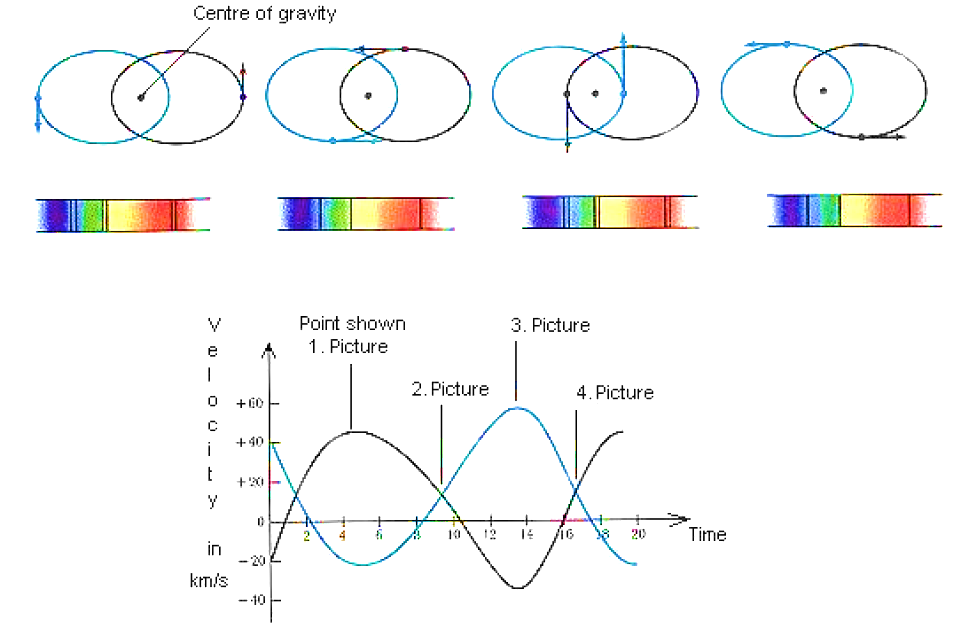 Centre of gravity
Velocity
in
km/s
Point shown
1. Picture
2. Picture
3. Picture
4. Picture
+60
+40
+20
0
-20
-40
2 4 6 8 10 12 14 16 18 20
Time